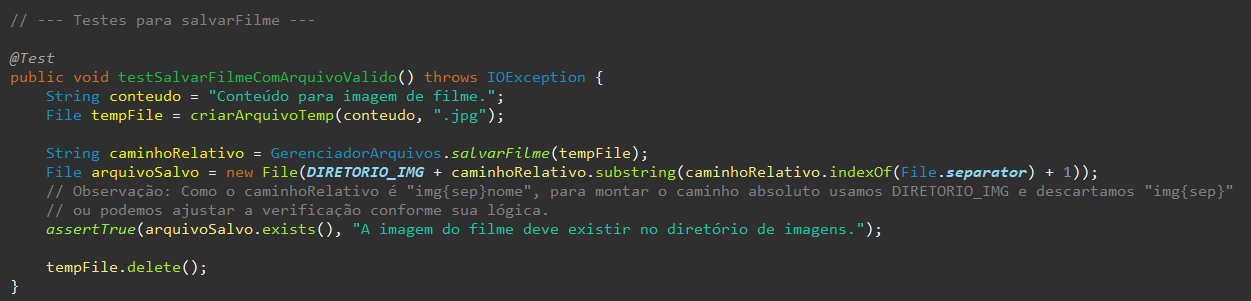 // --- Testes para salvarFilme ---
@Test
public void testSalvarFilmeComArquivoValido() throws IOException {
    String conteudo = "Conteúdo para imagem de filme.";
    File tempFile = criarArquivoTemp(conteudo, ".jpg");
    String caminhoRelativo = GerenciadorArquivos.salvarFilme(tempFile);
    File arquivoSalvo = new File(DIRETORIO_IMG + caminhoRelativo.substring(caminhoRelativo.indexOf(File.separator) + 1));
    // Observação: Como o caminhoRelativo é "img{sep}nome", para montar o caminho absoluto usamos DIRETORIO_IMG e descartamos "img{sep}"
    // ou podemos ajustar a verificação conforme sua lógica.
    assertTrue(arquivoSalvo.exists(), "A imagem do filme deve existir no diretório de imagens.");
    tempFile.delete();
}